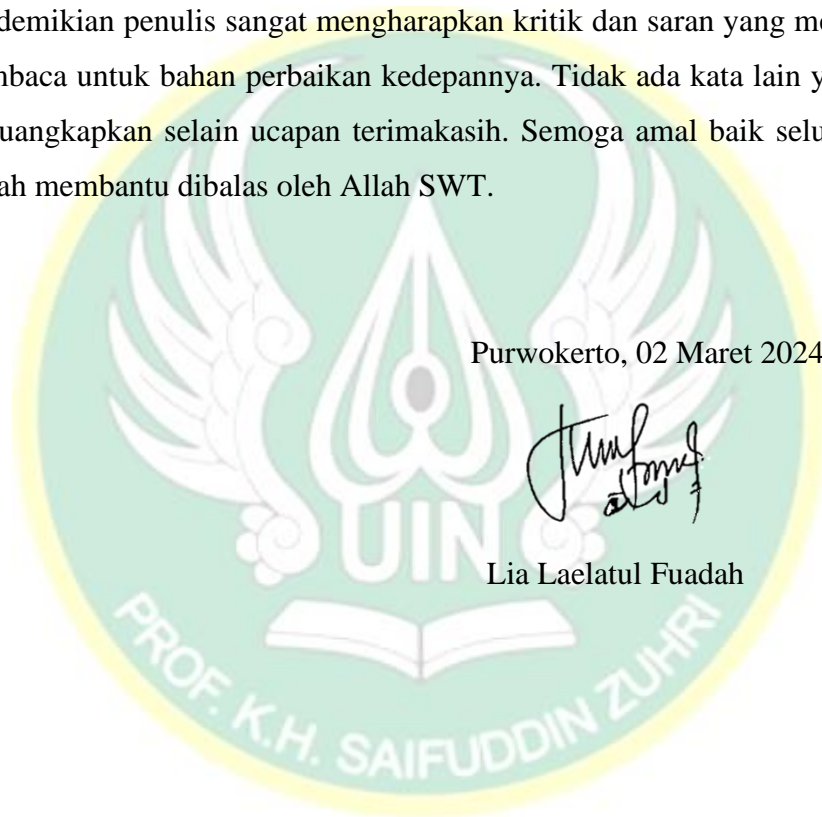 demikian penulis sangat mengharapkan kritik dan saran yang me
baca untuk bahan perbaikan kedepannya. Tidak ada kata lain y
uangkapkan selain ucapan terimakasih. Semoga amal baik selu
ah membantu dibalas oleh Allah SWT.
Purwokerto, 02 Maret 2024
Lia Laelatul Fuadah
UIN
PROF. K.H. SAIFUDDIN ZUHRI